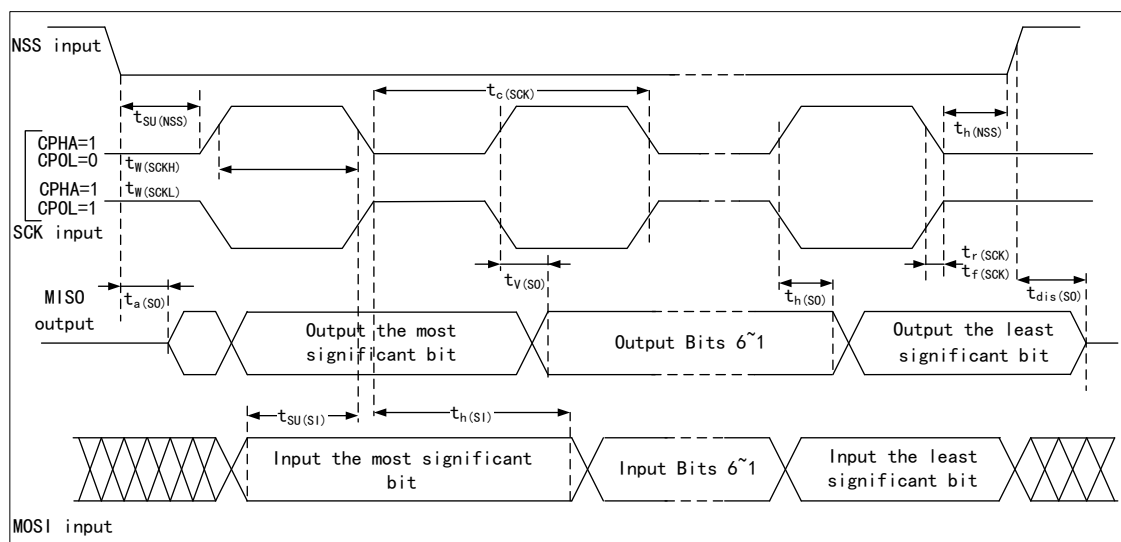 NSS input
tSU(NSS)
tc(SCK)
th(NSS)
CPHA=1
CPOL=0
tW(SCKH)
CPHA=1
CPOL=1
tW(SCKL)
SCK input
ta(SO)
tV(SO)
th(SO)
tr(SCK)
tf(SCK)
tdis(SO)
MISO
output
Output the most
significant bit
Output Bits 6~1
Output the least
significant bit
tSU(SI)
th(SI)
Input the most significant
bit
Input Bits 6~1
Input the least
significant bit
MOSI input